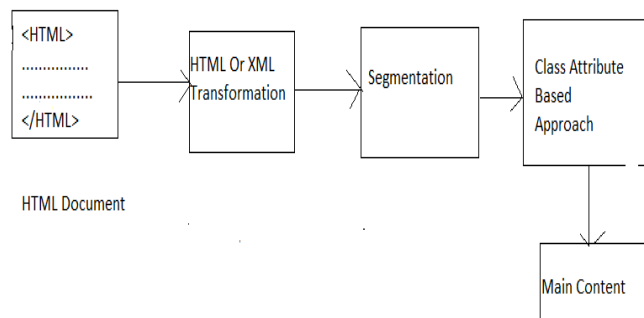 <HTML>
................
.................
</HTML>
HTML Document
HTML Or XML
Transformation
Segmentation
Class Attribute
Based
Approach
Main Content